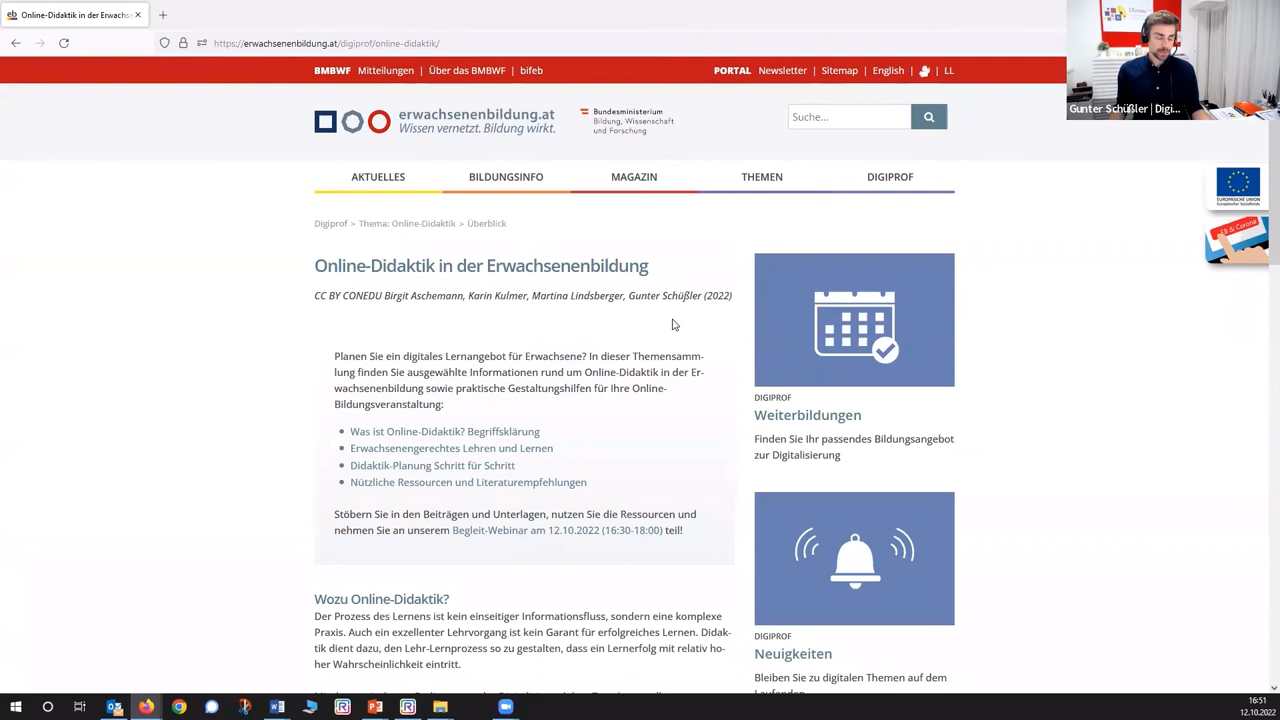 Online-Didaktik in der Erwachse
https://erwachsenenbildung.at/digiprof/online-didaktik/
BMBWF Mitteilungen | Über das BMBWF | bifeb
PORTAL Newsletter | Sitemap | English | | LL
Gunter Schüßler | Digi...
erwachsenenbildung.at
Wissen vernetzt. Bildung wirkt.
Bundesministerium
Bildung, Wissenschaft
und Forschung
Suche...
AKTUELLES BILDUNGSINFO MAGAZIN THEMEN DIGIPROF
EUROPÄISCHE UNION
Europäischer Sozialfonds
EB & Corona
Digiprof > Thema: Online-Didaktik > Überblick
Online-Didaktik in der Erwachsenenbildung
CC BY CONEDU Birgit Aschemann, Karin Kulmer, Martina Lindsberger, Gunter Schüßler (2022)
Planen Sie ein digitales Lernangebot für Erwachsene? In dieser Themensamm-
lung finden Sie ausgewählte Informationen rund um Online-Didaktik in der Er-
wachsenenbildung sowie praktische Gestaltungshilfen für Ihre Online-
Bildungsveranstaltung:
Was ist Online-Didaktik? Begriffsklärung
Erwachsenengerechtes Lehren und Lernen
Didaktik-Planung Schritt für Schritt
Nützliche Ressourcen und Literaturempfehlungen
Stöbern Sie in den Beiträgen und Unterlagen, nutzen Sie die Ressourcen und
nehmen Sie an unserem Begleit-Webinar am 12.10.2022 (16:30-18:00) teil!
Wozu Online-Didaktik?
Der Prozess des Lernens ist kein einseitiger Informationsfluss, sondern eine komplexe
Praxis. Auch ein exzellenter Lehrvorgang ist kein Garant für erfolgreiches Lernen. Didak-
tik dient dazu, den Lehr-Lernprozess so zu gestalten, dass ein Lernerfolg mit relativ ho-
her Wahrscheinlichkeit eintritt.
DIGIPROF
Weiterbildungen
Finden Sie Ihr passendes Bildungsangebot
zur Digitalisierung
DIGIPROF
Neuigkeiten
Bleiben Sie zu digitalen Themen auf dem
Laufenden
16:51
12.10.2022